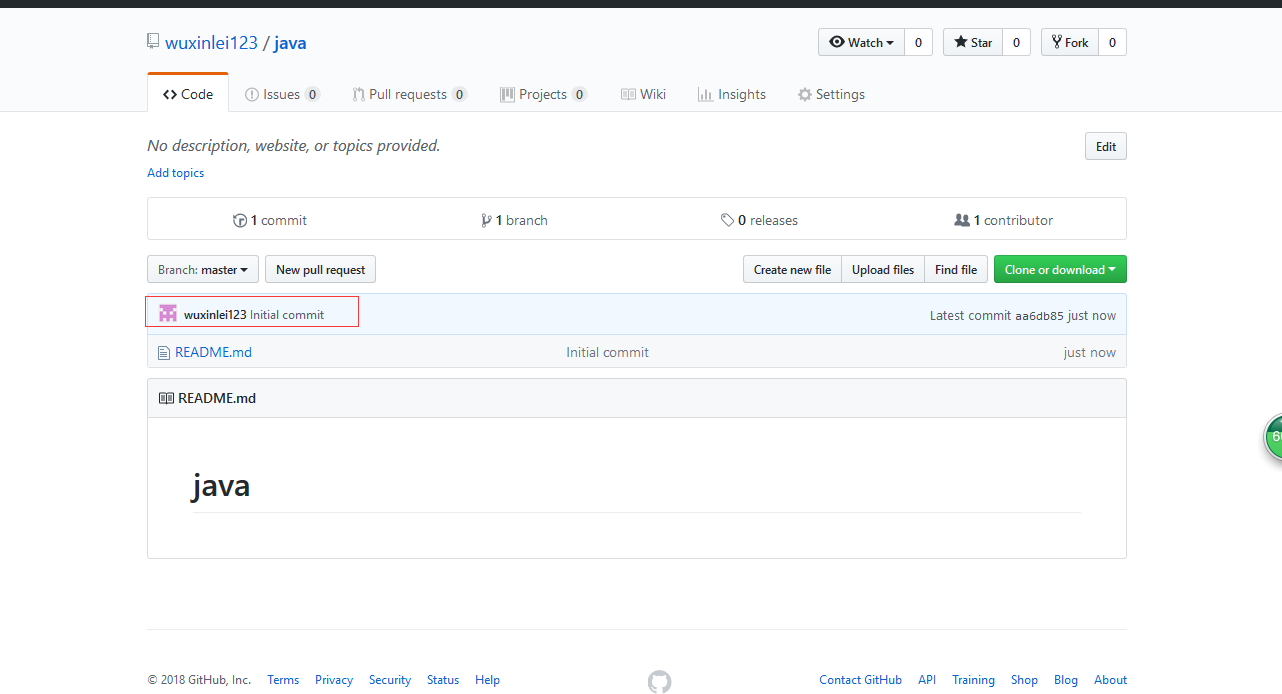 wuxinlei123 / java
Watch 0 Star 0 Fork 0
Code Issues 0 Pull requests 0 Projects 0 Wiki Insights Settings
No description, website, or topics provided.
Edit
Add topics
1 commit 1 branch 0 releases 1 contributor
Branch: master New pull request Create new file Upload files Find file Clone or download
wuxinlei123 Initial commit Latest commit aa6db85 just now
README.md Initial commit just now
README.md
java
© 2018 GitHub, Inc. Terms Privacy Security Status Help Contact GitHub API Training Shop Blog About